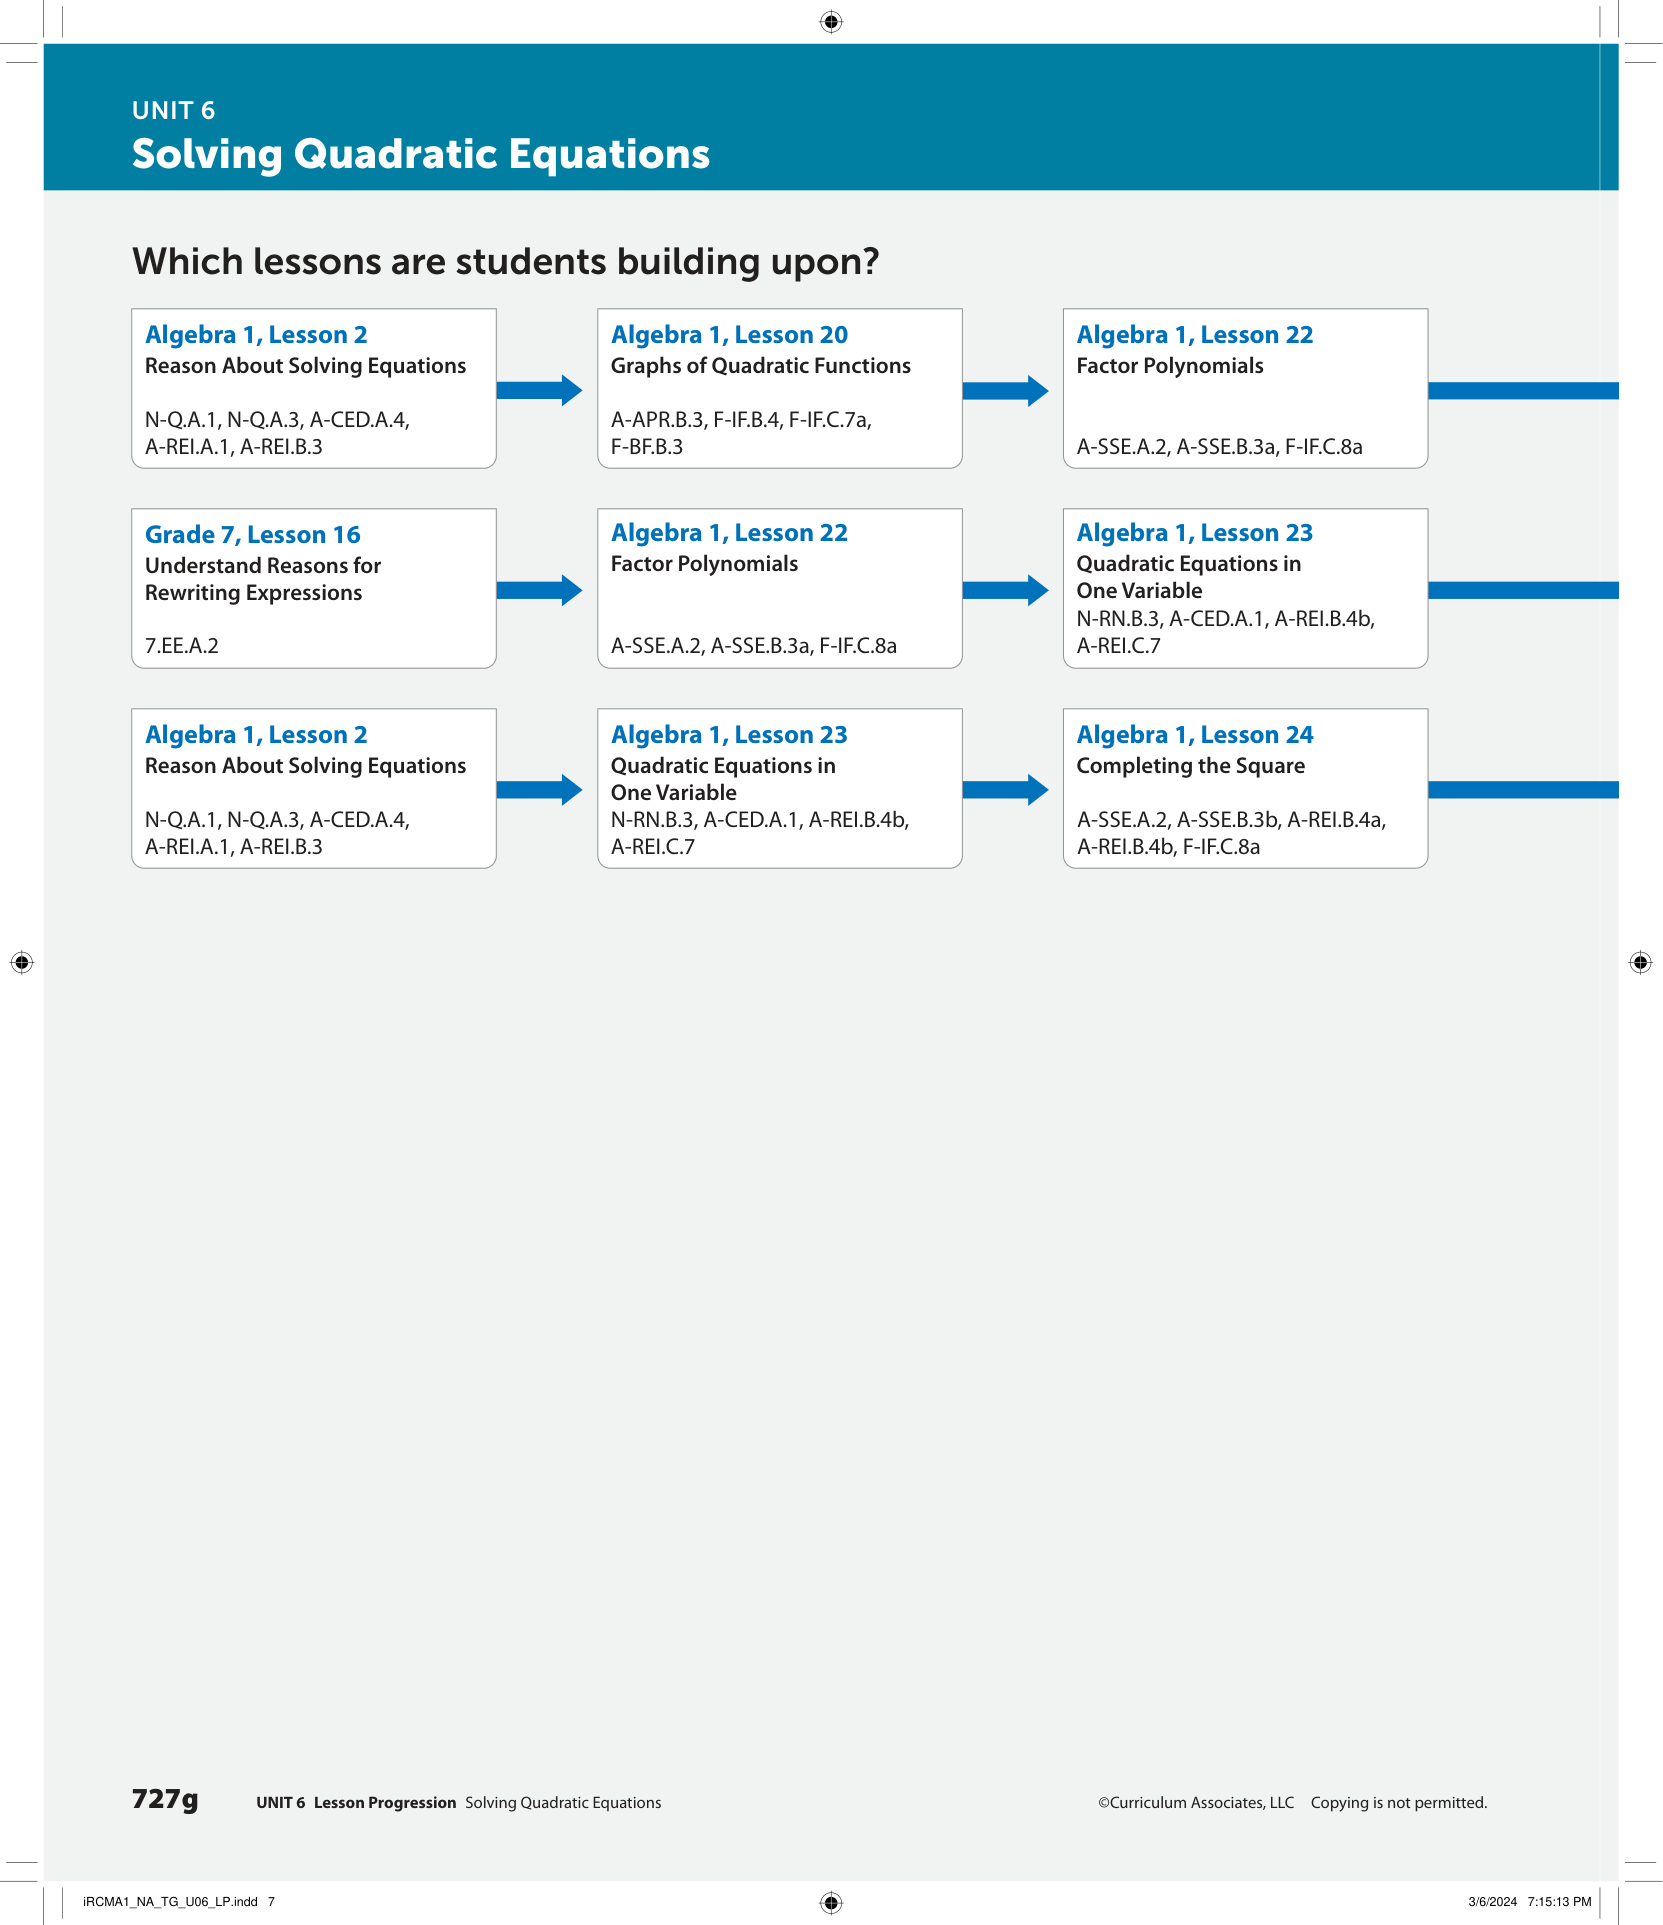 UNIT 6
Solving Quadratic Equations
Which lessons are students building upon?
Algebra 1, Lesson 2
Reason About Solving Equations
N-Q.A.1, N-Q.A.3, A-CED.A.4,
A-REI.A.1, A-REI.B.3
Algebra 1, Lesson 20
Graphs of Quadratic Functions
A-APR.B.3, F-IF.B.4, F-IF.C.7a,
F-BF.B.3
Algebra 1, Lesson 22
Factor Polynomials
A-SSE.A.2, A-SSE.B.3a, F-IF.C.8a
Grade 7, Lesson 16
Understand Reasons for
Rewriting Expressions
7.EE.A.2
Algebra 1, Lesson 22
Factor Polynomials
A-SSE.A.2, A-SSE.B.3a, F-IF.C.8a
Algebra 1, Lesson 23
Quadratic Equations in
One Variable
N-RN.B.3, A-CED.A.1, A-REI.B.4b,
A-REI.C.7
Algebra 1, Lesson 2
Reason About Solving Equations
N-Q.A.1, N-Q.A.3, A-CED.A.4,
A-REI.A.1, A-REI.B.3
Algebra 1, Lesson 23
Quadratic Equations in
One Variable
N-RN.B.3, A-CED.A.1, A-REI.B.4b,
A-REI.C.7
Algebra 1, Lesson 24
Completing the Square
A-SSE.A.2, A-SSE.B.3b, A-REI.B.4a,
A-REI.B.4b, F-IF.C.8a
727g UNIT 6 Lesson Progression Solving Quadratic Equations ©Curriculum Associates, LLC Copying is not permitted.
iRCMA1_NA_TG_U06_LP.indd 7 3/6/2024 7:15:13 PM